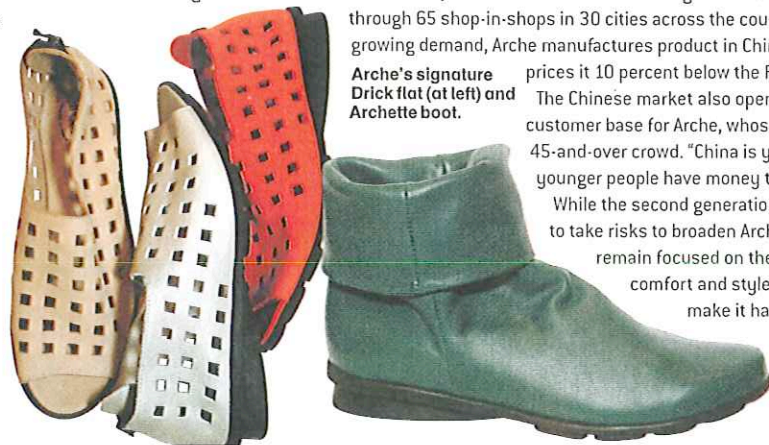 through 65 shop-in-shops in 30 cities across the cou
growing demand, Arche manufactures product in Chin
Arche's signature
Drick flat (at left) and
Archette boot.
prices it 10 percent below the F
The Chinese market also oper
customer base for Arche, whos
45-and-over crowd. "China is y
younger people have money t
While the second generatio
to take risks to broaden Arch
remain focused on the
comfort and style
make it ha